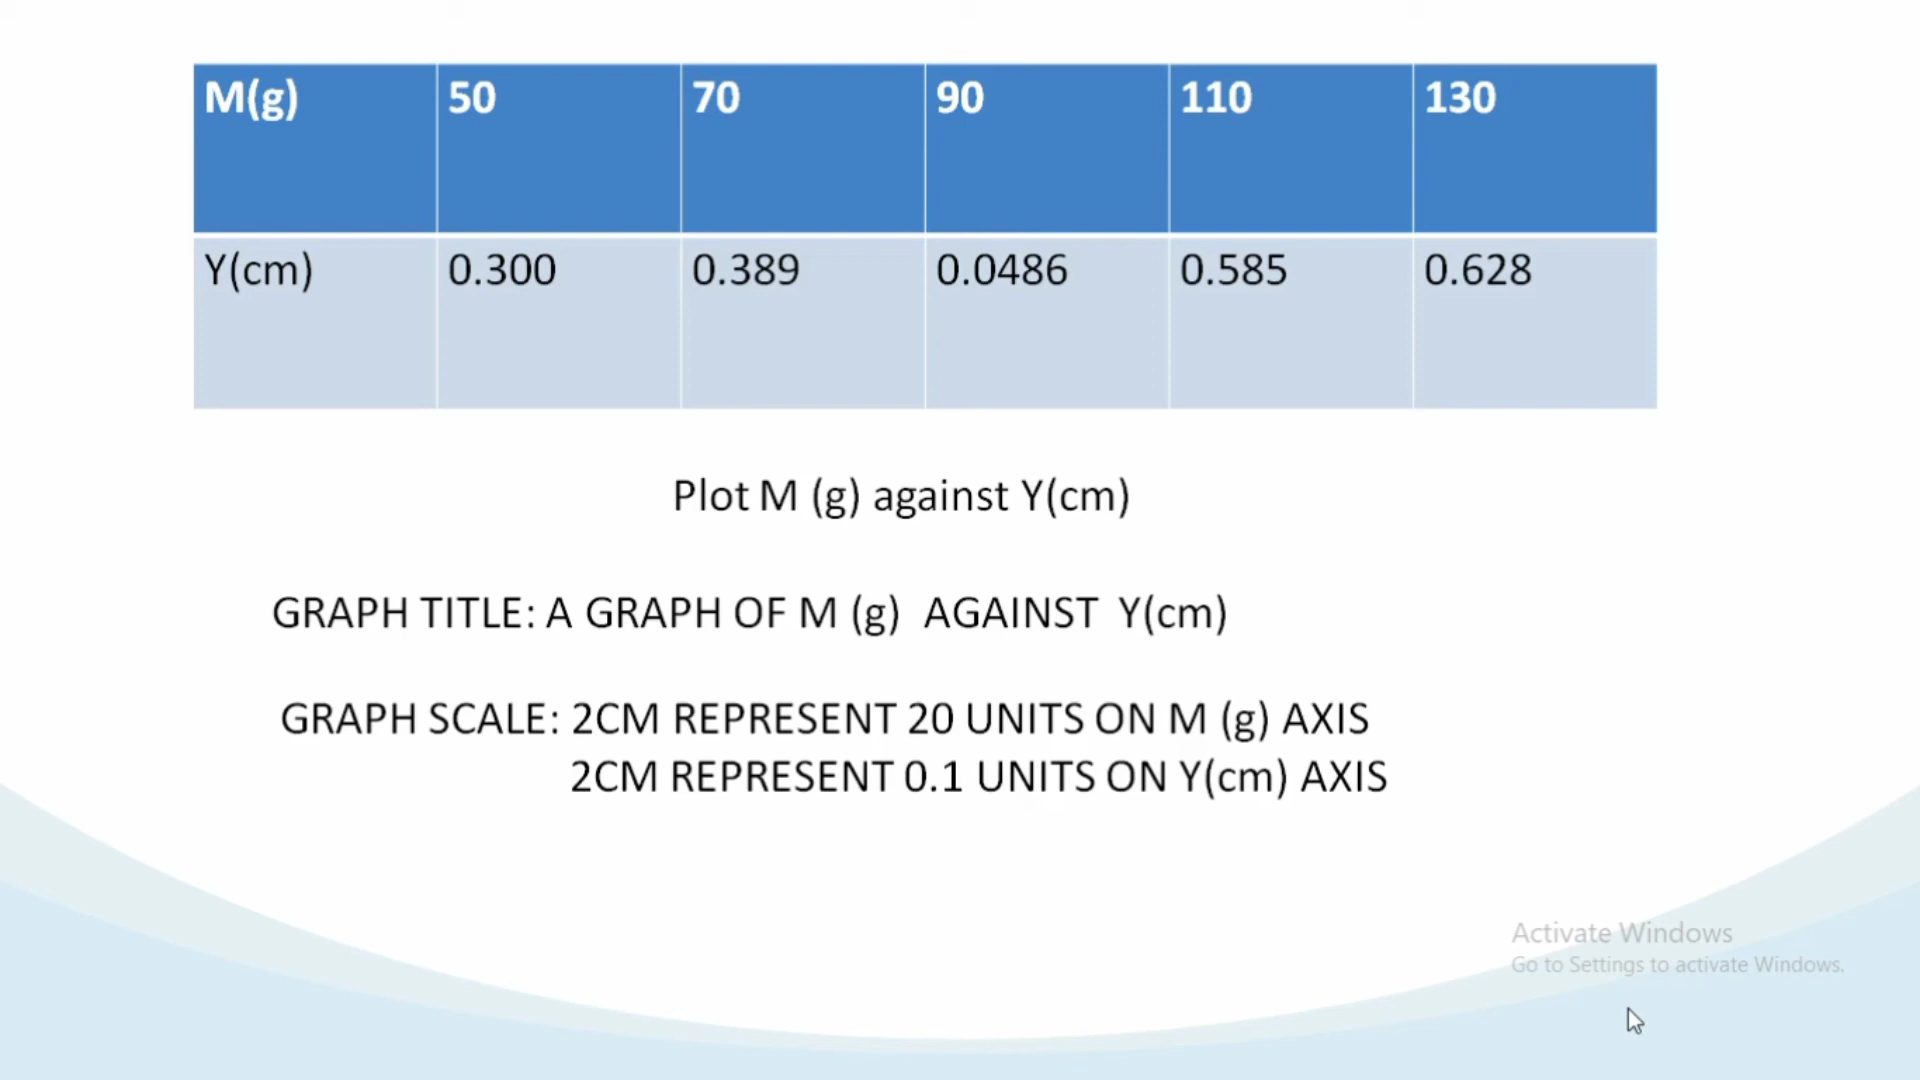 M(g) 50 70 90 110 130
Y(cm) 0.300 0.389 0.0486 0.585 0.628
Plot M (g) against Y(cm)
GRAPH TITLE: A GRAPH OF M (g) AGAINST Y(cm)
GRAPH SCALE: 2CM REPRESENT 20 UNITS ON M (g) AXIS
2CM REPRESENT 0.1 UNITS ON Y(cm) AXIS
Activate Windows
Go to Settings to activate Windows.